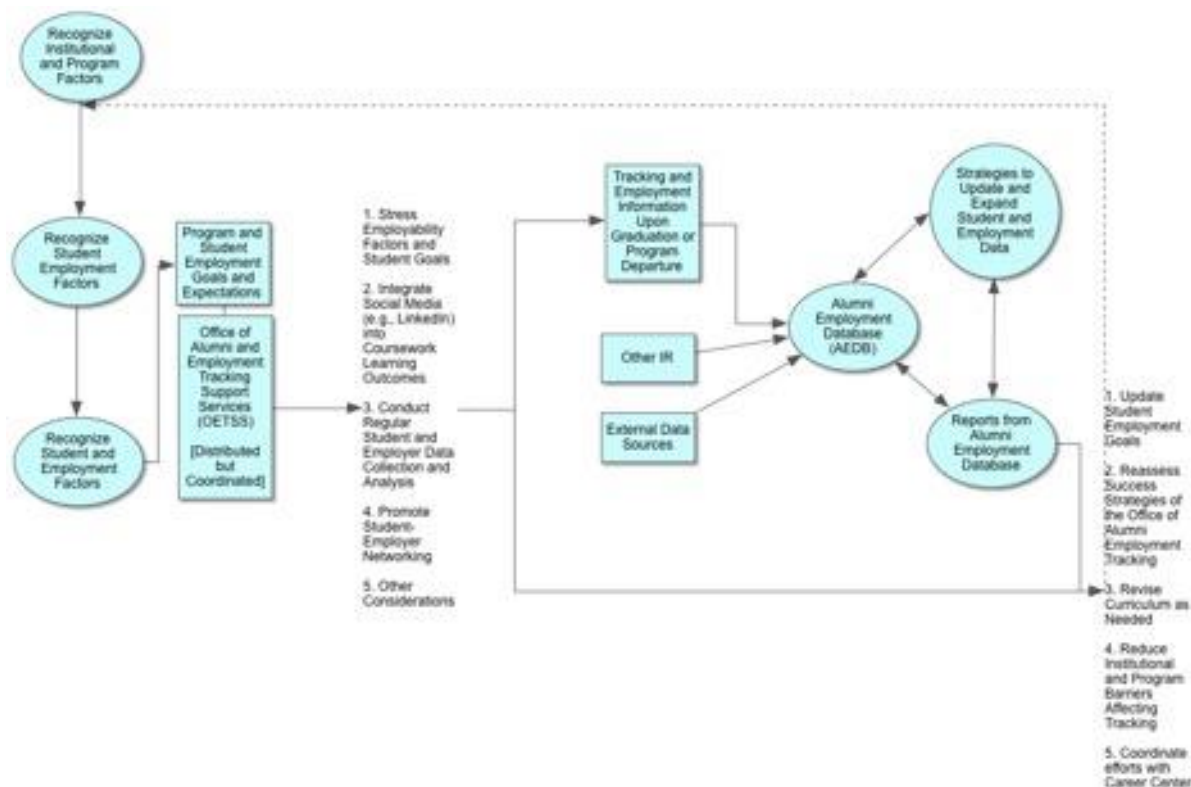 Recognize
Institutional
and Program
Factors
Recognize
Student
Employment
Factors
Recognize
Student and
Employment
Factors
Program and
Student
Employment
Goals and
Expectations
Office of
Alumni and
Employment
Tracking
Support
Services
(OETSS)
[Distributed
but
Coordinated]
1. Stress
Employability
Factors and
Student Goals
2. Integrate
Social Media
(e.g., LinkedIn)
into
Coursework
Learning
Outcomes
3. Conduct
Regular
Student and
Employer Data
Collection and
Analysis
4. Promote
Student-
Employer
Networking
5. Other
Considerations
Tracking and
Employment
Information
Upon
Graduation or
Program
Departure
Other IR
External Data
Sources
Alumni
Employment
Database
(AEDB)
Strategies to
Update and
Expand
Student and
Employment
Data
Reports from
Alumni
Employment
Database
1. Update
Student
Employment
Goals
2. Reassess
Success
Strategies of
the Office of
Alumni
Employment
Tracking
3. Revise
Curriculum as
Needed
4. Reduce
Institutional
and Program
Barriers
Affecting
Tracking
5. Coordinate
efforts with
Career Center